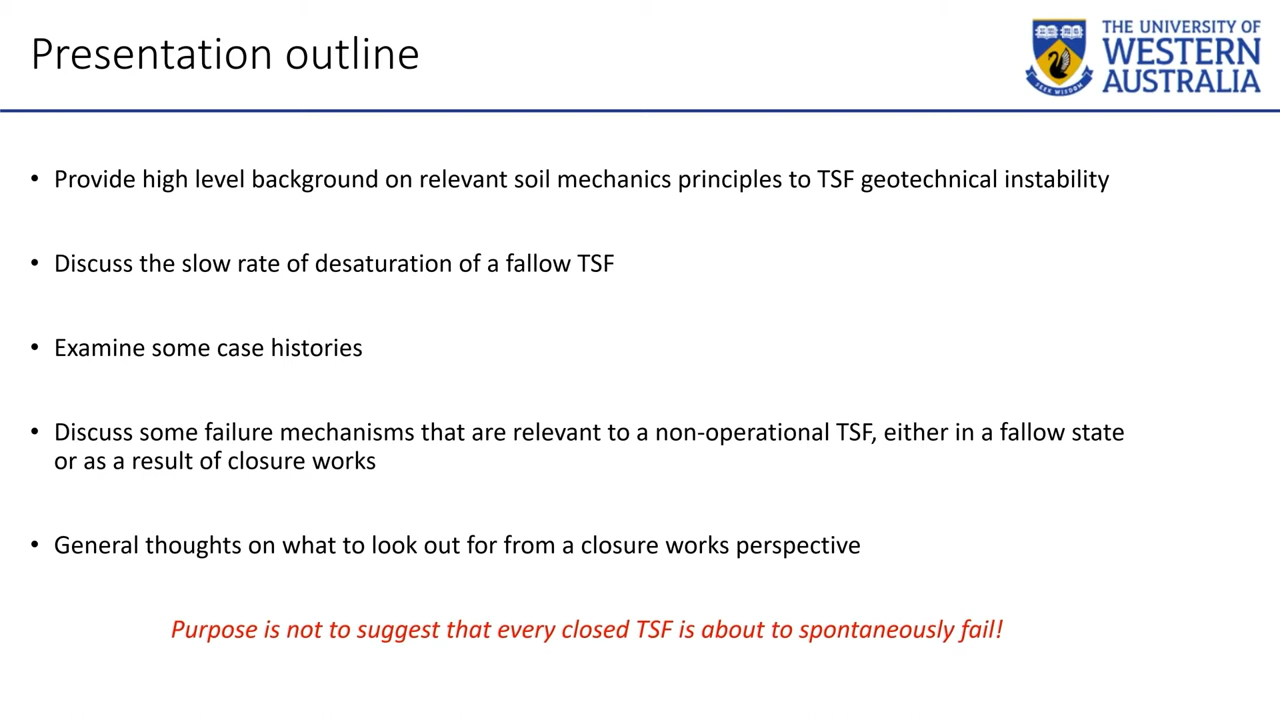 Presentation outline
THE UNIVERSITY OF
WESTERN
AUSTRALIA
SEEK WISDOM
• Provide high level background on relevant soil mechanics principles to TSF geotechnical instability
• Discuss the slow rate of desaturation of a fallow TSF
• Examine some case histories
• Discuss some failure mechanisms that are relevant to a non-operational TSF, either in a fallow state
or as a result of closure works
• General thoughts on what to look out for from a closure works perspective
Purpose is not to suggest that every closed TSF is about to spontaneously fail!